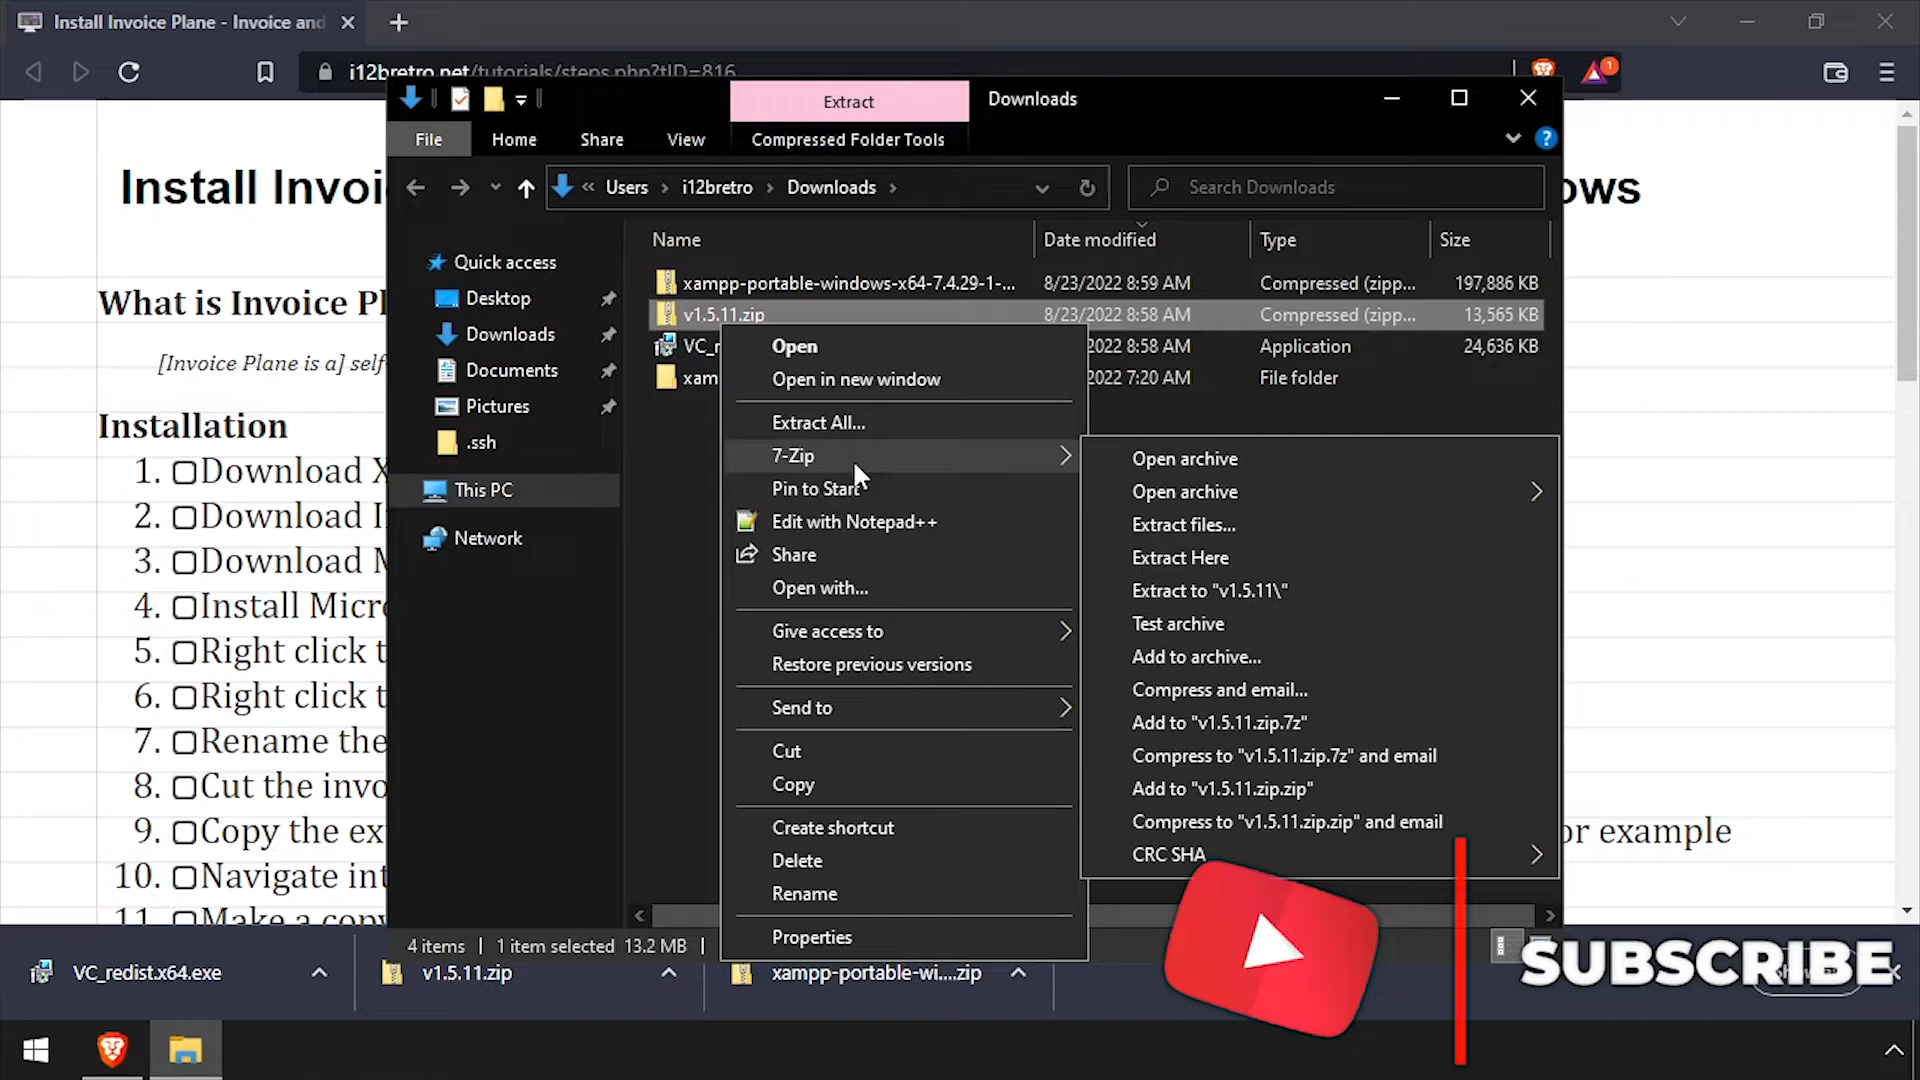 Install Invoice Plane - Invoice and
i12bretro.net/tutorials/steps.php?tID=816
1
Extract
Downloads
File
Home
Share
View
Compressed Folder Tools
Install Invoi
ows
« Users › i12bretro › Downloads ›
Search Downloads
Name
Date modified
Type
Size
Quick access
Desktop
Downloads
Documents
Pictures
.ssh
This PC
Network
xampp-portable-windows-x64-7.4.29-1-... 8/23/2022 8:59 AM Compressed (zipp... 197,886 KB
v1.5.11.zip 8/23/2022 8:58 AM Compressed (zipp... 13,565 KB
VC_r 2022 8:58 AM Application 24,636 KB
xam 2022 7:20 AM File folder
What is Invoice Pl
[Invoice Plane is a] self-
Installation
1. Download X
2. Download I
3. Download M
4. Install Micro
5. Right click t
6. Right click t
7. Rename the
8. Cut the invo
9. Copy the ex
or example
10. Navigate int
11. Make a copy
Open
Open in new window
Extract All...
7-Zip
Pin to Start
Edit with Notepad++
Share
Open with...
Give access to
Restore previous versions
Send to
Cut
Copy
Create shortcut
Delete
Rename
Properties
Open archive
Open archive
Extract files...
Extract Here
Extract to "v1.5.11\"
Test archive
Add to archive...
Compress and email...
Add to "v1.5.11.zip.7z"
Compress to "v1.5.11.zip.7z" and email
Add to "v1.5.11.zip.zip"
Compress to "v1.5.11.zip.zip" and email
CRC SHA
4 items
1 item selected 13.2 MB
VC_redist.x64.exe
v1.5.11.zip
xampp-portable-wi....zip
SUBSCRIBE